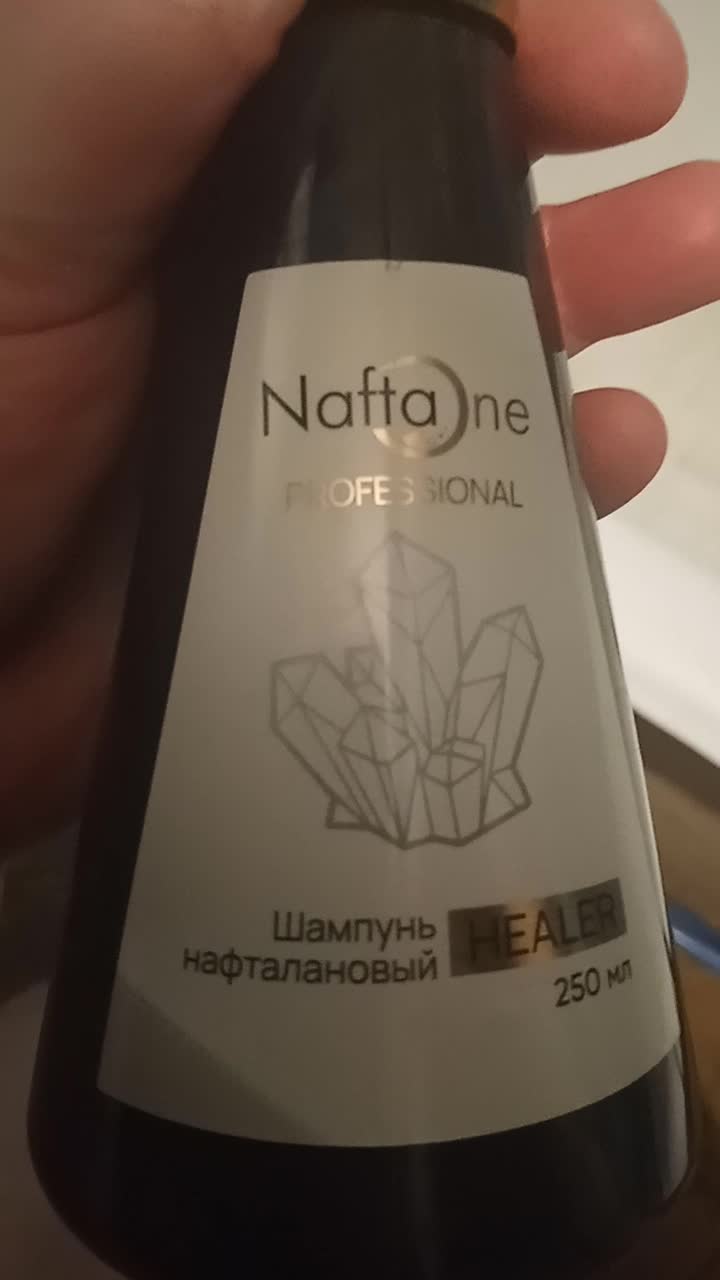 NaftaOne
PROFESSIONAL
Шампунь
нафталановый
HEALER
250 мл